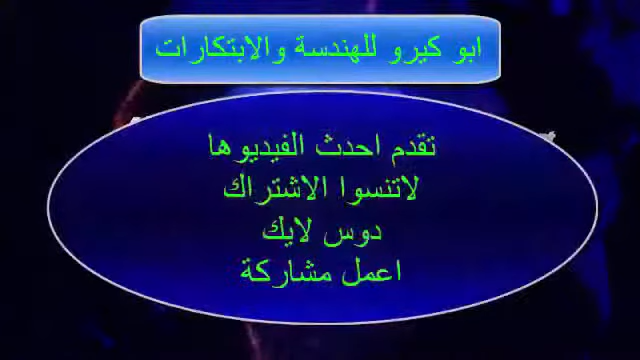 ابو كيرو للهندسة والابتكارات
تقدم احدث الفيديوها
لاتنسوا الاشتراك
دوس لايك
اعمل مشاركة